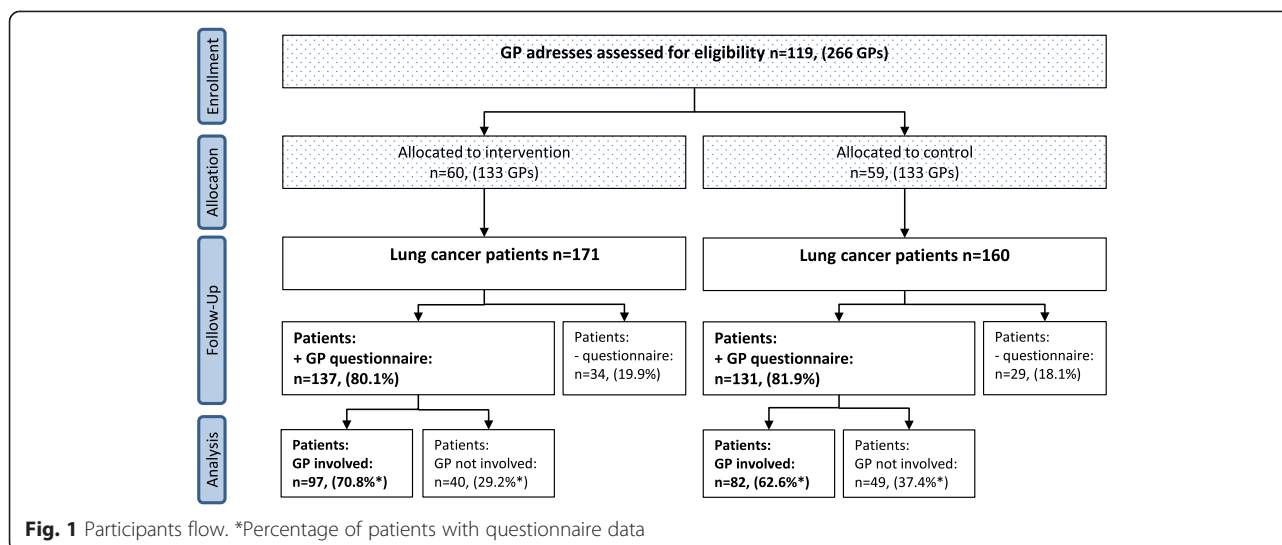 Enrollment
GP adresses assessed for eligibility n=119, (266 GPs)
Allocation
Allocated to intervention
n=60, (133 GPs)
Allocated to control
n=59, (133 GPs)
Follow-Up
Lung cancer patients n=171
Lung cancer patients n=160
Patients:
+ GP questionnaire:
n=137, (80.1%)
Patients:
- questionnaire:
n=34, (19.9%)
Patients:
+ GP questionnaire:
n=131, (81.9%)
Patients:
- questionnaire:
n=29, (18.1%)
Analysis
Patients:
GP involved:
n=97, (70.8%*)
Patients:
GP not involved:
n=40, (29.2%*)
Patients:
GP involved:
n=82, (62.6%*)
Patients:
GP not involved:
n=49, (37.4%*)
Fig. 1 Participants flow. *Percentage of patients with questionnaire data